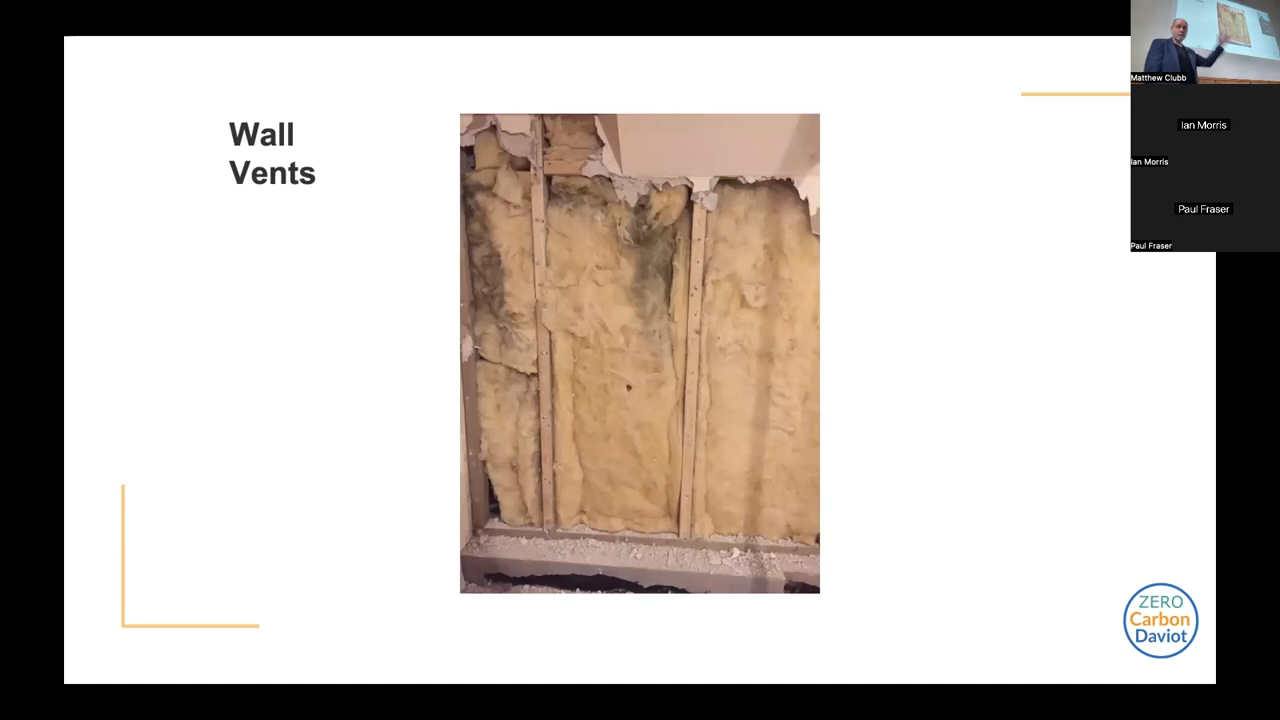 Wall
Vents
Matthew Clubb
Ian Morris
Ian Morris
Paul Fraser
Paul Fraser
ZERO
Carbon
Daviot